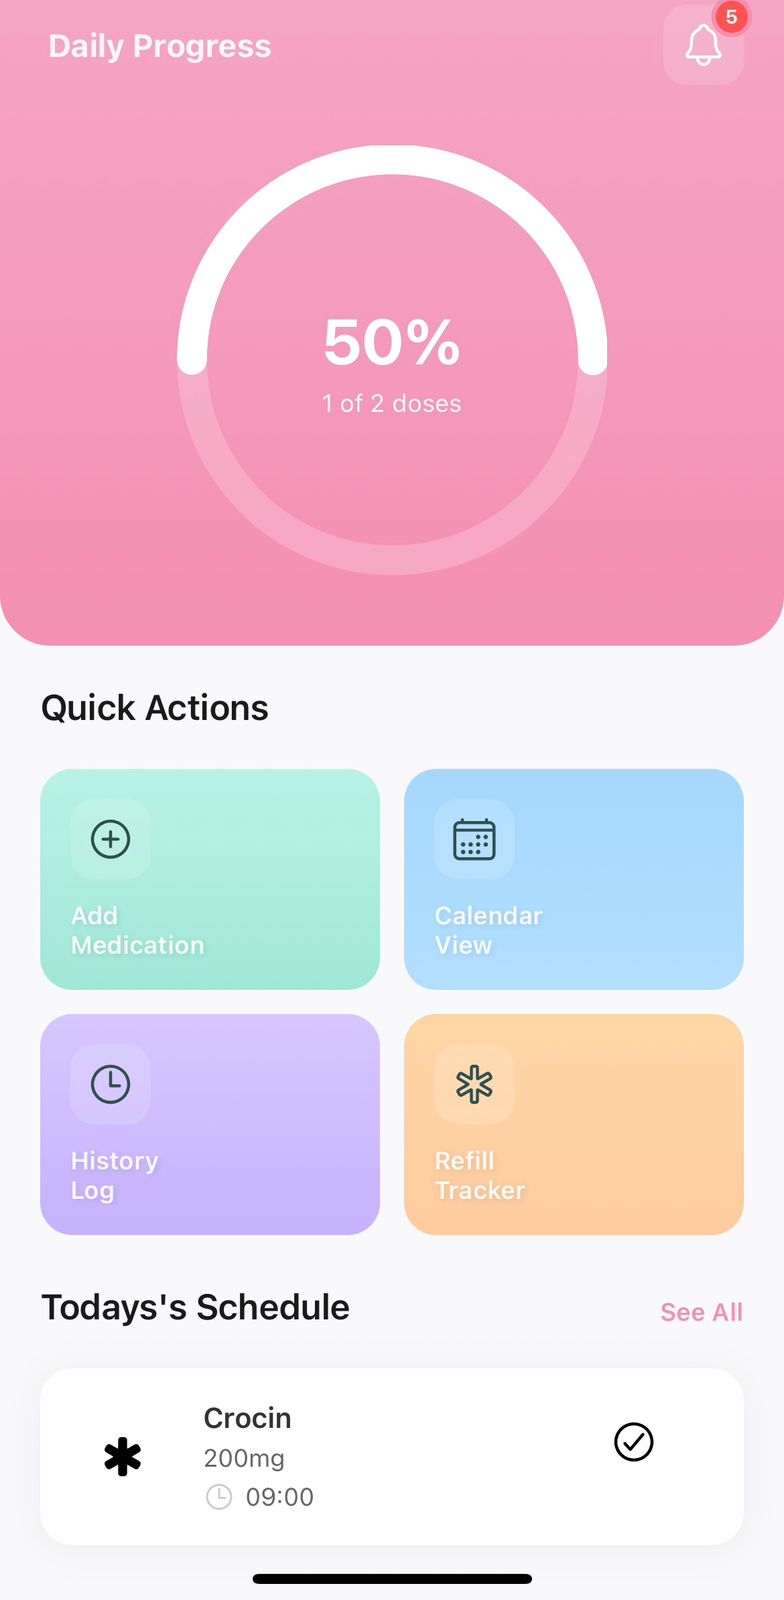 Daily Progress
5
50%
1 of 2 doses
Quick Actions
Add
Medication
Calendar
View
History
Log
Refill
Tracker
Todays's Schedule
See All
Crocin
200mg
09:00